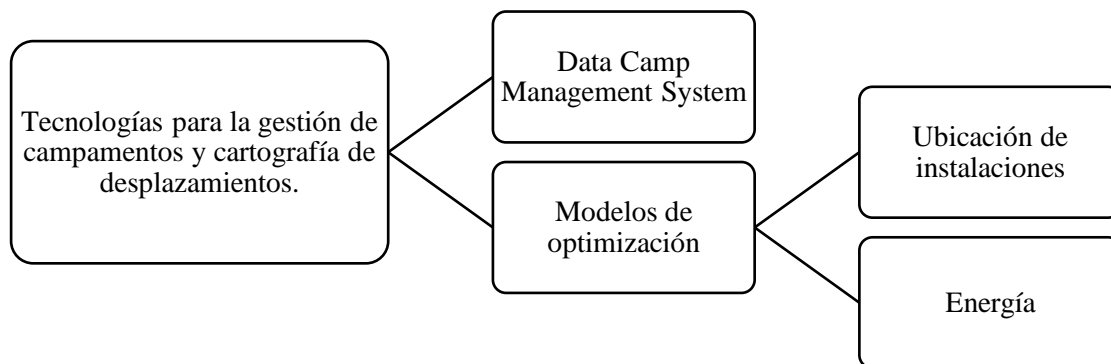 Tecnologías para la gestión de
campamentos y cartografía de
desplazamientos.
Data Camp
Management System
Modelos de
optimización
Ubicación de
instalaciones
Energía